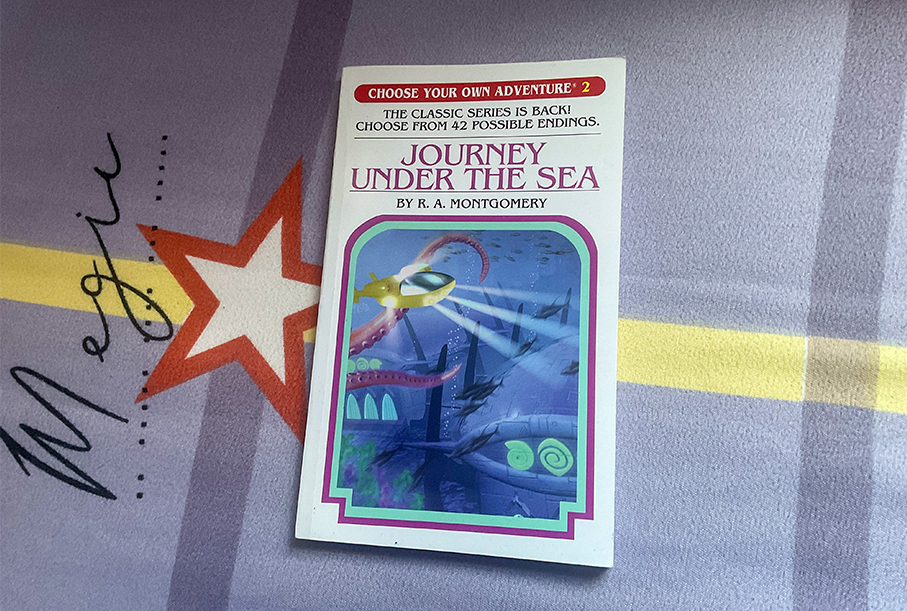 CHOOSE YOUR OWN ADVENTURE® 2
THE CLASSIC SERIES IS BACK!
CHOOSE FROM 42 POSSIBLE ENDINGS.
JOURNEY
UNDER THE SEA
BY R. A. MONTGOMERY
Megic